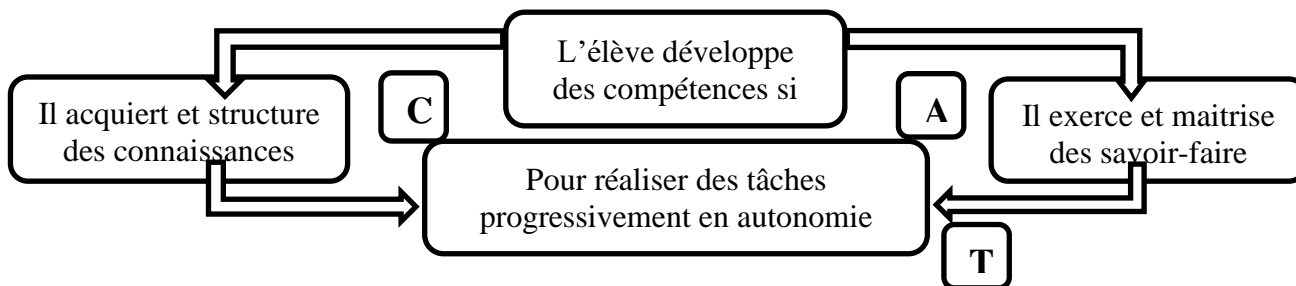 L’élève développe
des compétences si
Il acquiert et structure
des connaissances
C
A
Il exerce et maitrise
des savoir-faire
Pour réaliser des tâches
progressivement en autonomie
T